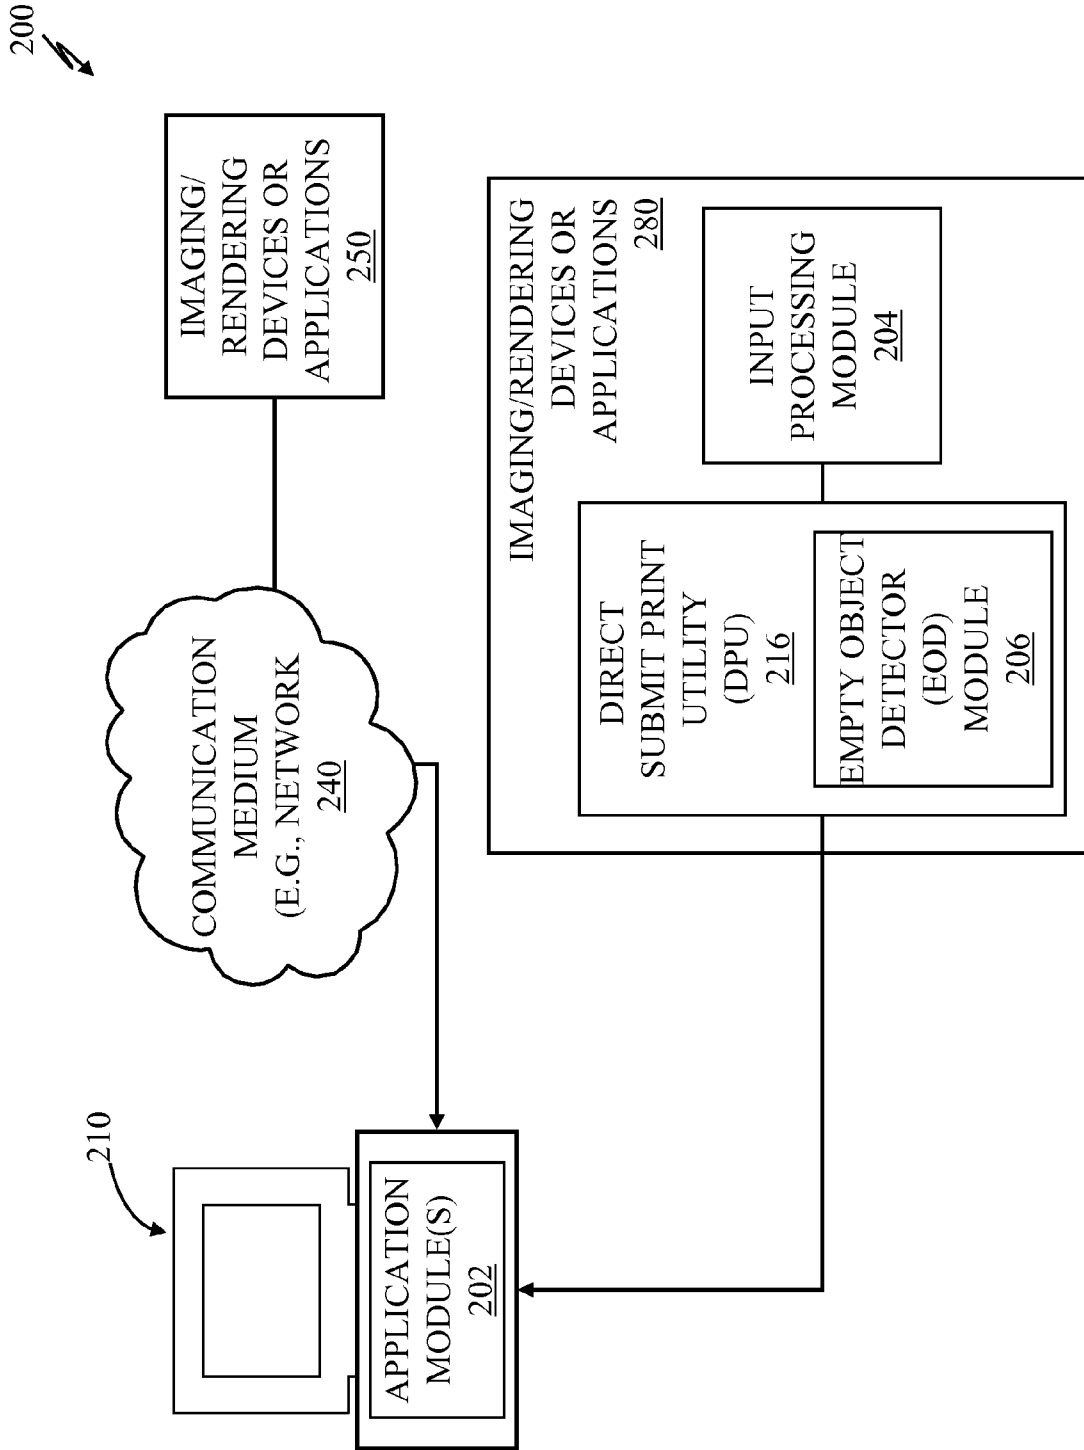 200
IMAGING/
RENDERING
DEVICES OR
APPLICATIONS
250
COMMUNICATION
MEDIUM
(E.G., NETWORK
240
210
APPLICATION
MODULE(S)
202
IMAGING/RENDERING
DEVICES OR
APPLICATIONS
280
DIRECT
SUBMIT PRINT
UTILITY
(DPU)
216
EMPTY OBJECT
DETECTOR
(EOD)
MODULE
206
INPUT
PROCESSING
MODULE
204